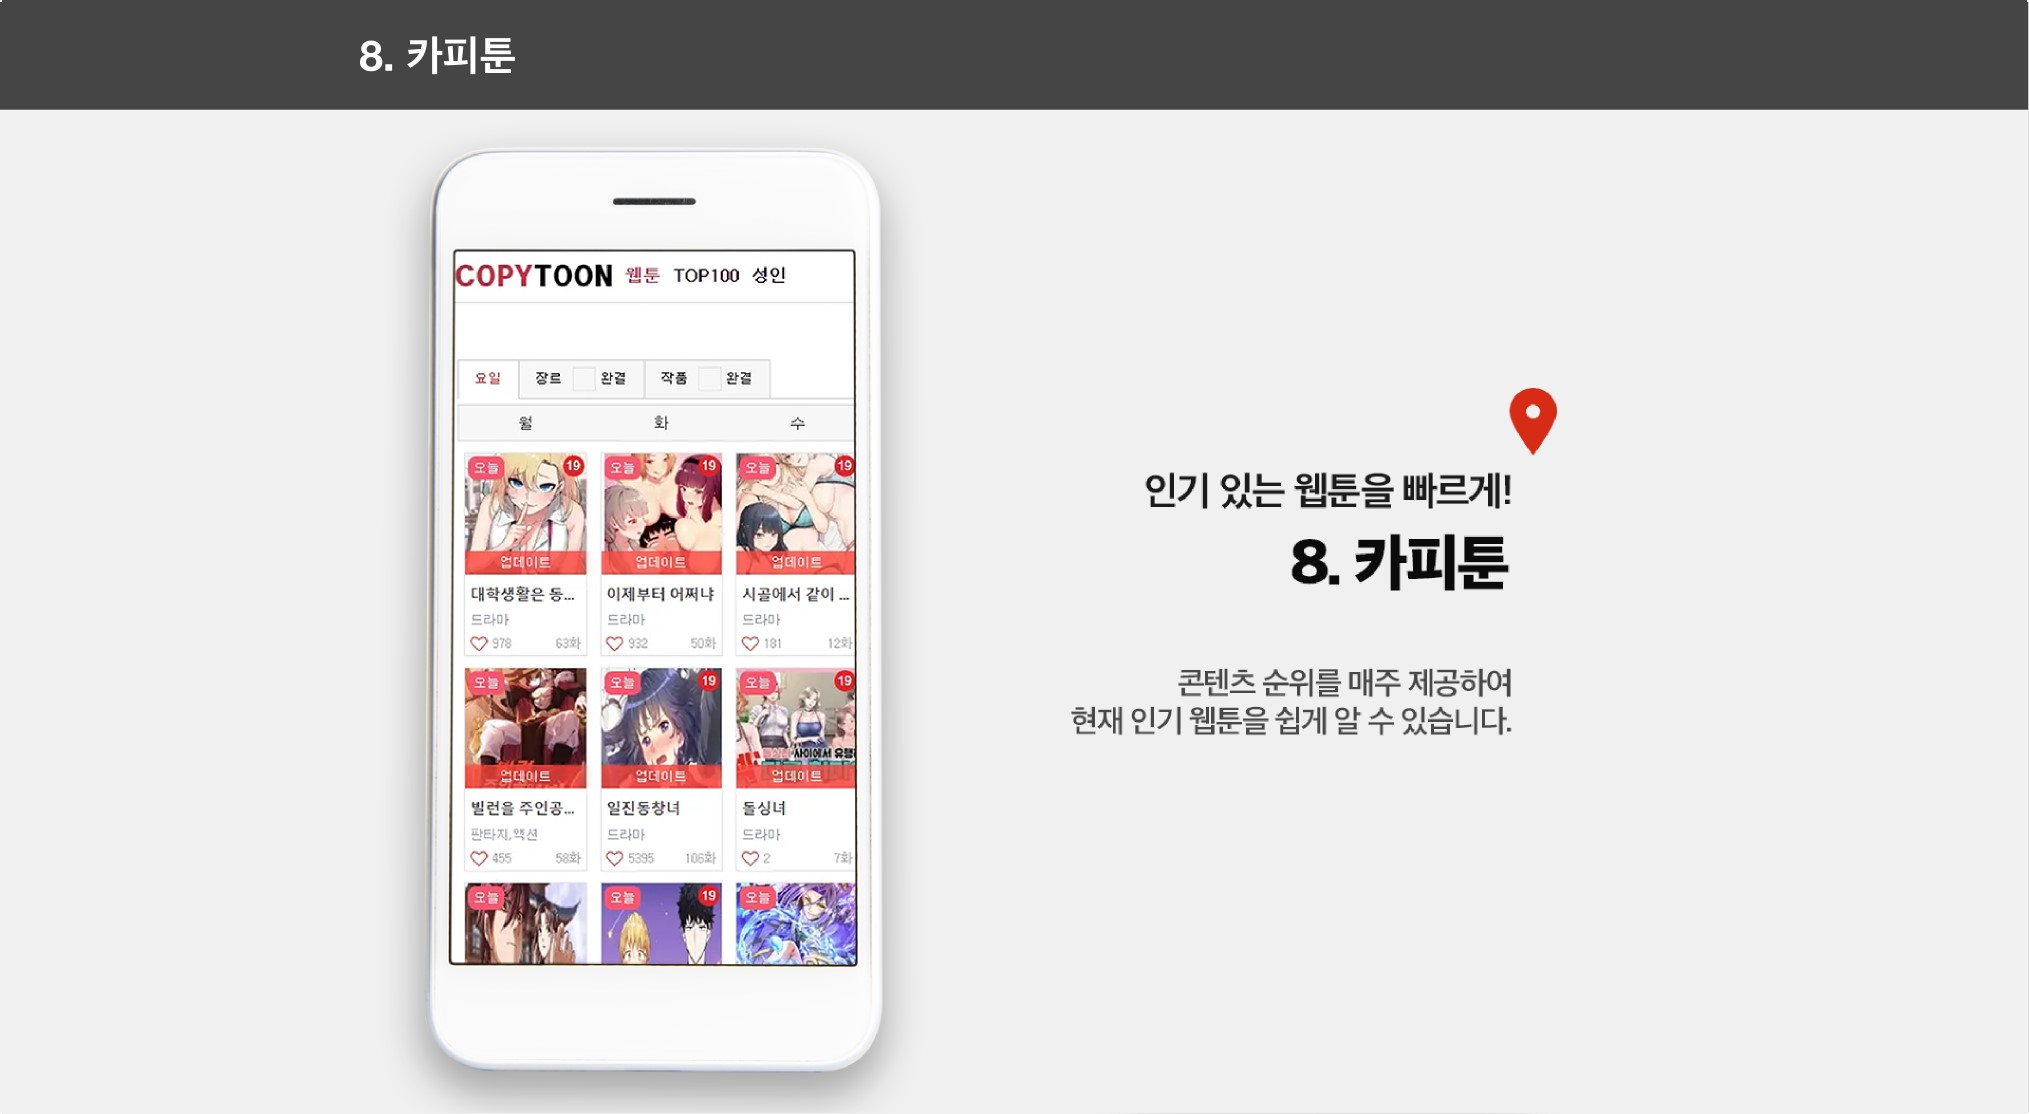 8. 카피툰
COPYTOON 웹툰 TOP100 성인
요일 장르 완결 작품 완결
월 화 수
오늘 19 오늘 19 오늘 19
업데이트 업데이트 업데이트
대학생활은 동... 이제부터 어쩌냐 시골에서 같이 ...
드라마 드라마 드라마
978 63화 932 50화 181 12화
오늘 오늘 19 오늘 19
사이에서 유행
업데이트 업데이트 업데이트
빌런을 주인공... 일진동창녀 돌싱녀
판타지,액션 드라마 드라마
455 58화 5395 106화 2 7화
오늘 오늘 19 오늘
인기 있는 웹툰을 빠르게!
8. 카피툰
콘텐츠 순위를 매주 제공하여
현재 인기 웹툰을 쉽게 알 수 있습니다.